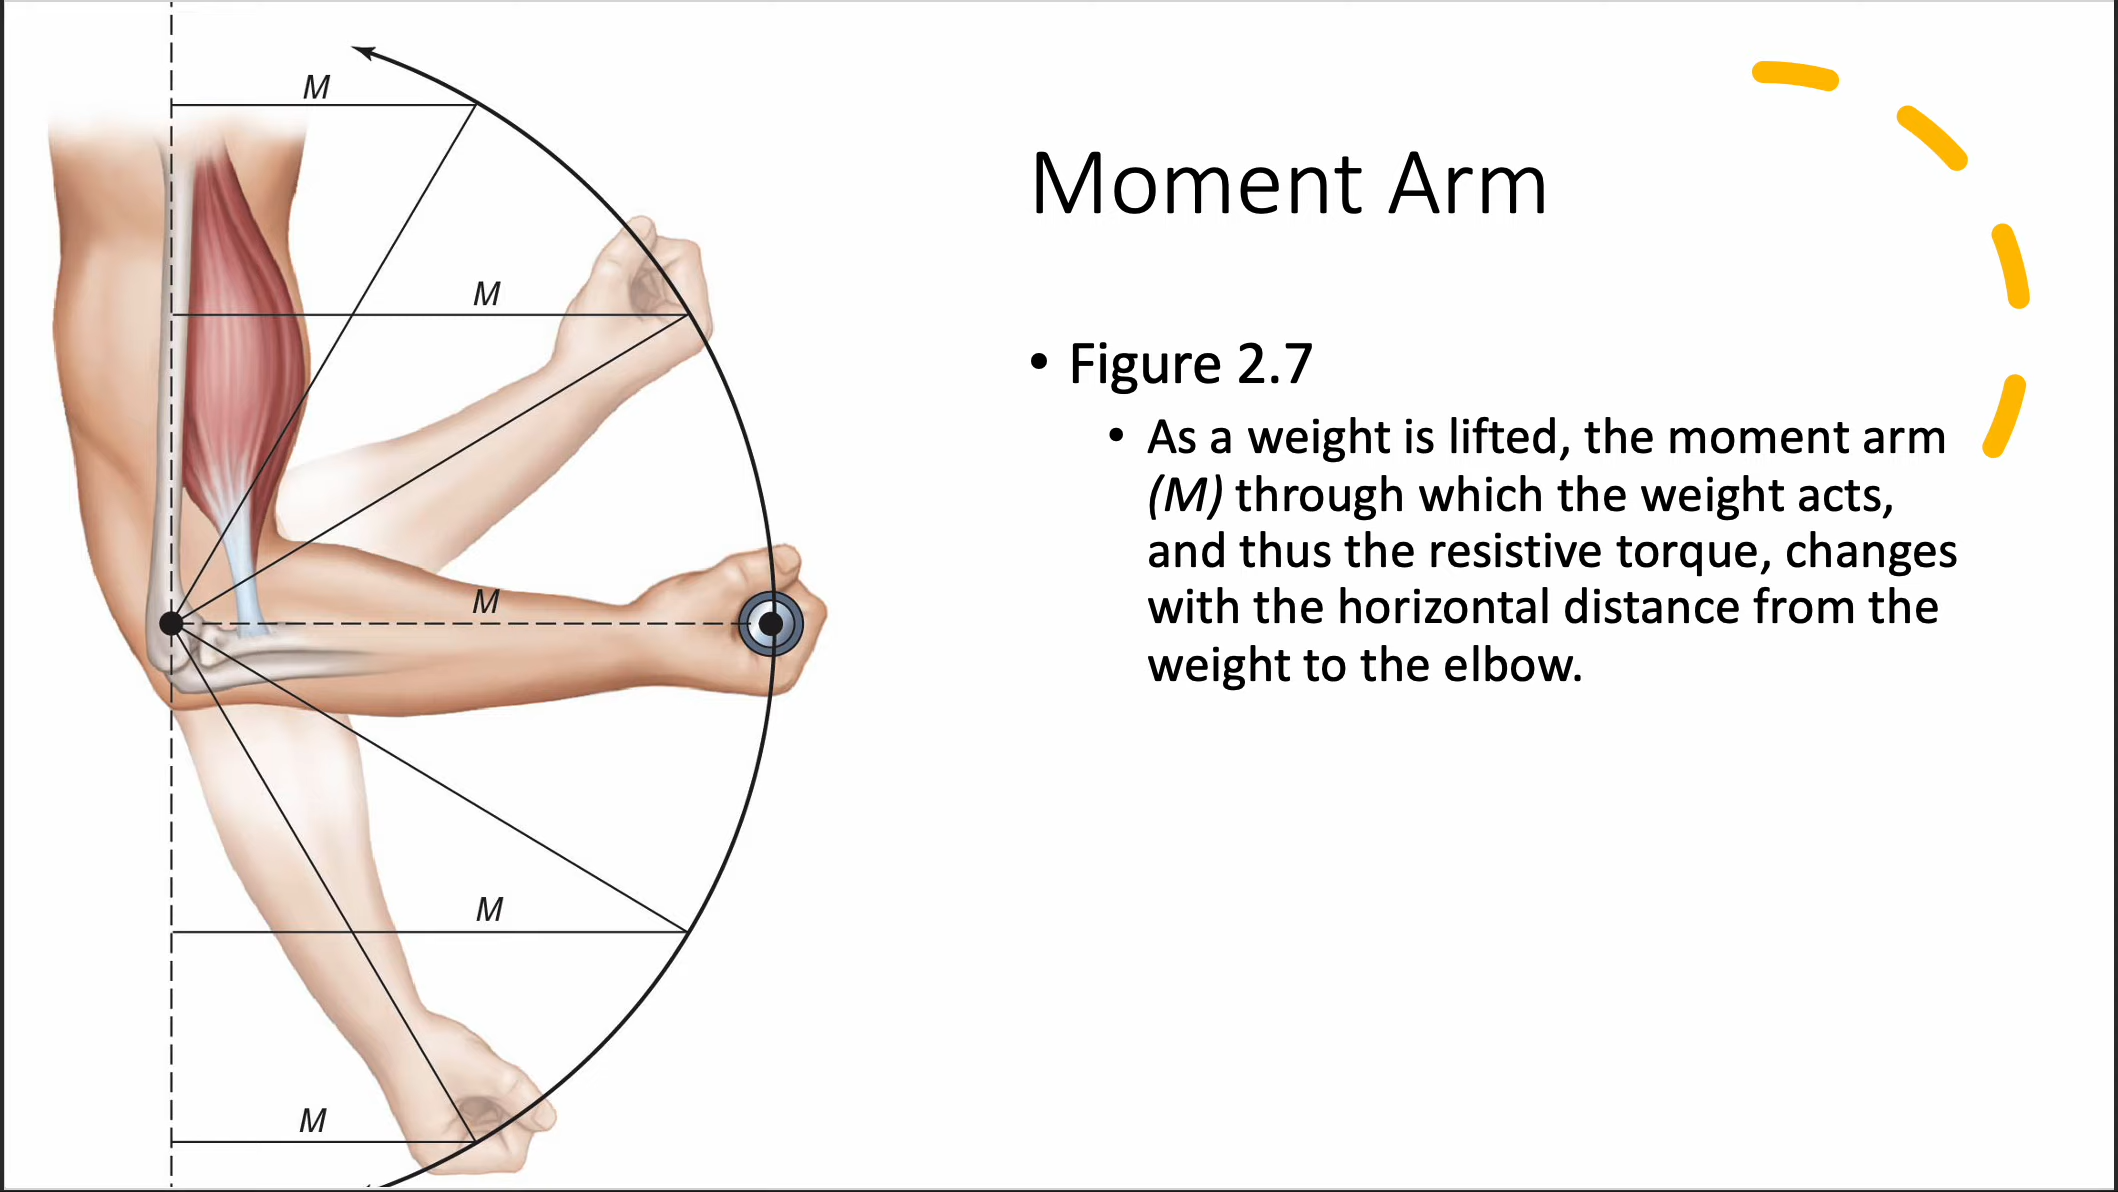 M
M
M
M
M
Moment Arm
• Figure 2.7
• As a weight is lifted, the moment arm
(M) through which the weight acts,
and thus the resistive torque, changes
with the horizontal distance from the
weight to the elbow.